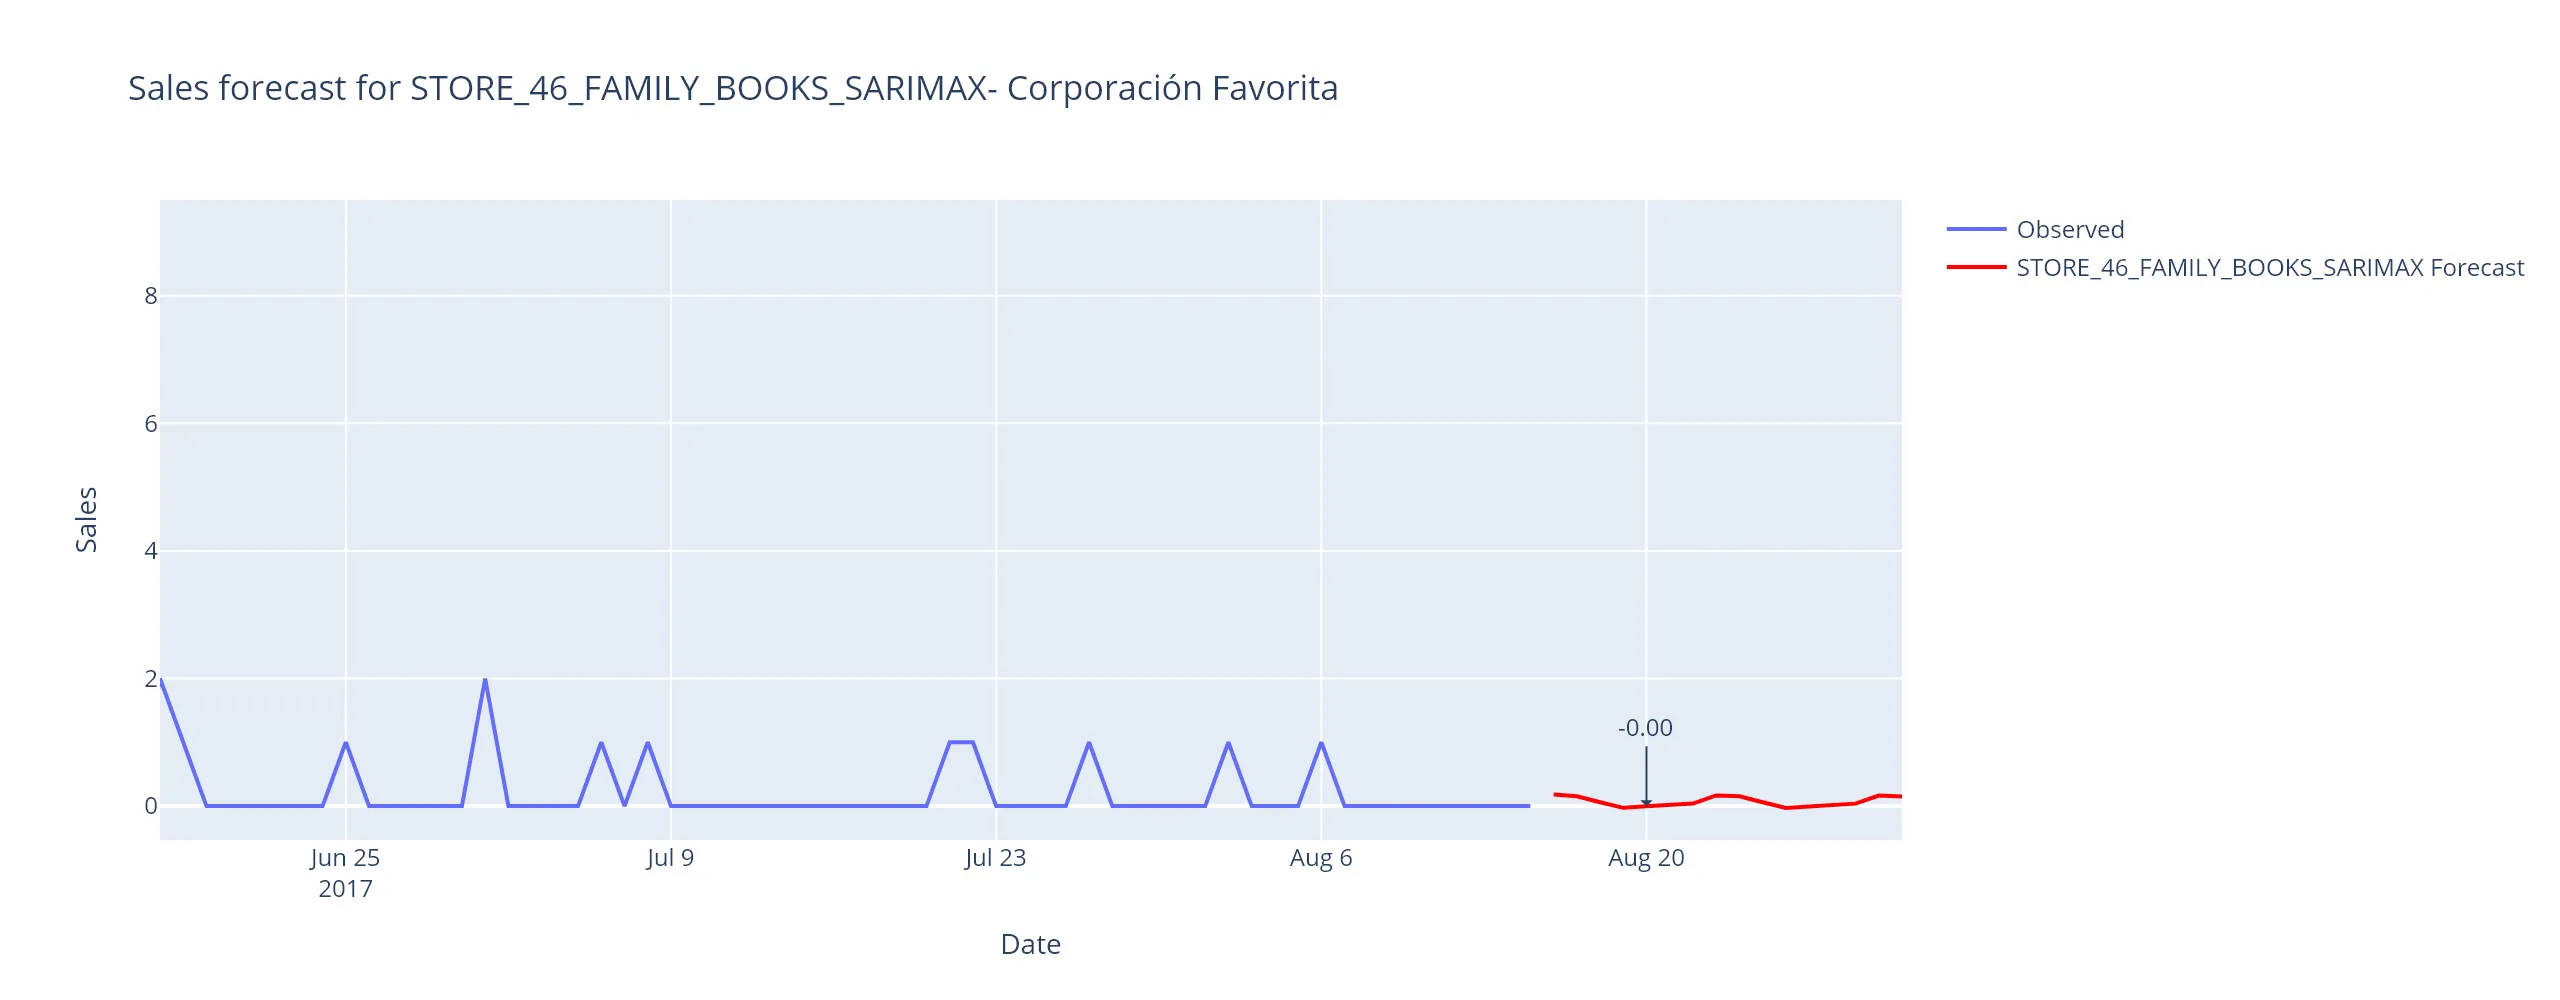 Sales forecast for STORE_46_FAMILY_BOOKS_SARIMAX- Corporación Favorita
Observed
STORE_46_FAMILY_BOOKS_SARIMAX Forecast
8
6
4
2
0
Sales
-0.00
Jun 25
2017
Jul 9
Jul 23
Aug 6
Aug 20
Date